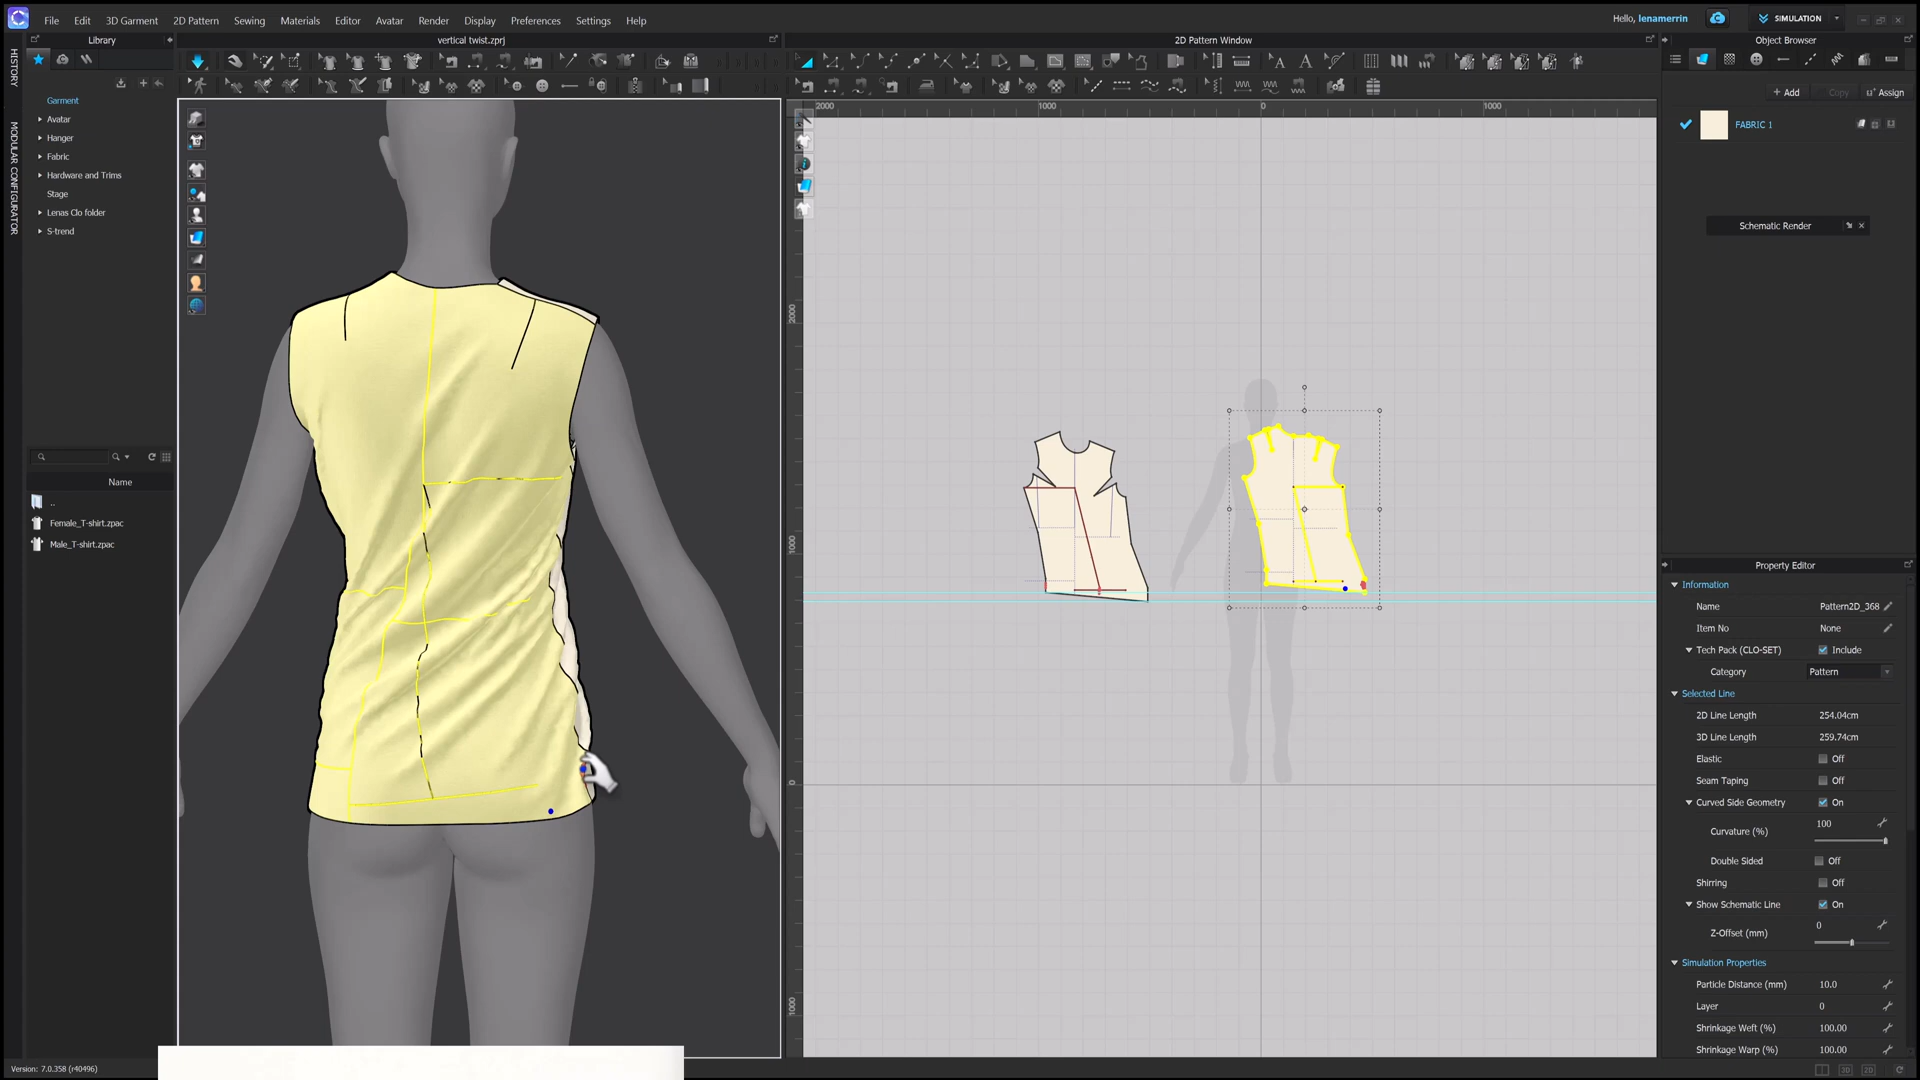 File Edit 3D Garment 2D Pattern Sewing Materials Editor Avatar Render Display Preferences Settings Help
Hello, lenamerrin
SIMULATION
Library
vertical twist.zprj
2D Pattern Window
Object Browser
HISTORY
MODULAR CONFIGURATOR
Garment
Avatar
Hanger
Fabric
Hardware and Trims
Stage
Lenas Clo folder
S-trend
Name
..
Female_T-shirt.zpac
Male_T-shirt.zpac
2000 1000 0 1000
2000
1000
0
1000
+ Add Copy Assign
FABRIC 1
Schematic Render
Property Editor
Information
Name Pattern2D_368
Item No None
Tech Pack (CLO-SET) Include
Category Pattern
Selected Line
2D Line Length 254.04cm
3D Line Length 259.74cm
Elastic Off
Seam Taping Off
Curved Side Geometry On
Curvature (%) 100
Double Sided Off
Shirring Off
Show Schematic Line On
Z-Offset (mm) 0
Simulation Properties
Particle Distance (mm) 10.0
Layer 0
Shrinkage Weft (%) 100.00
Shrinkage Warp (%) 100.00
Version: 7.0.358 (r40496)
3D 2D